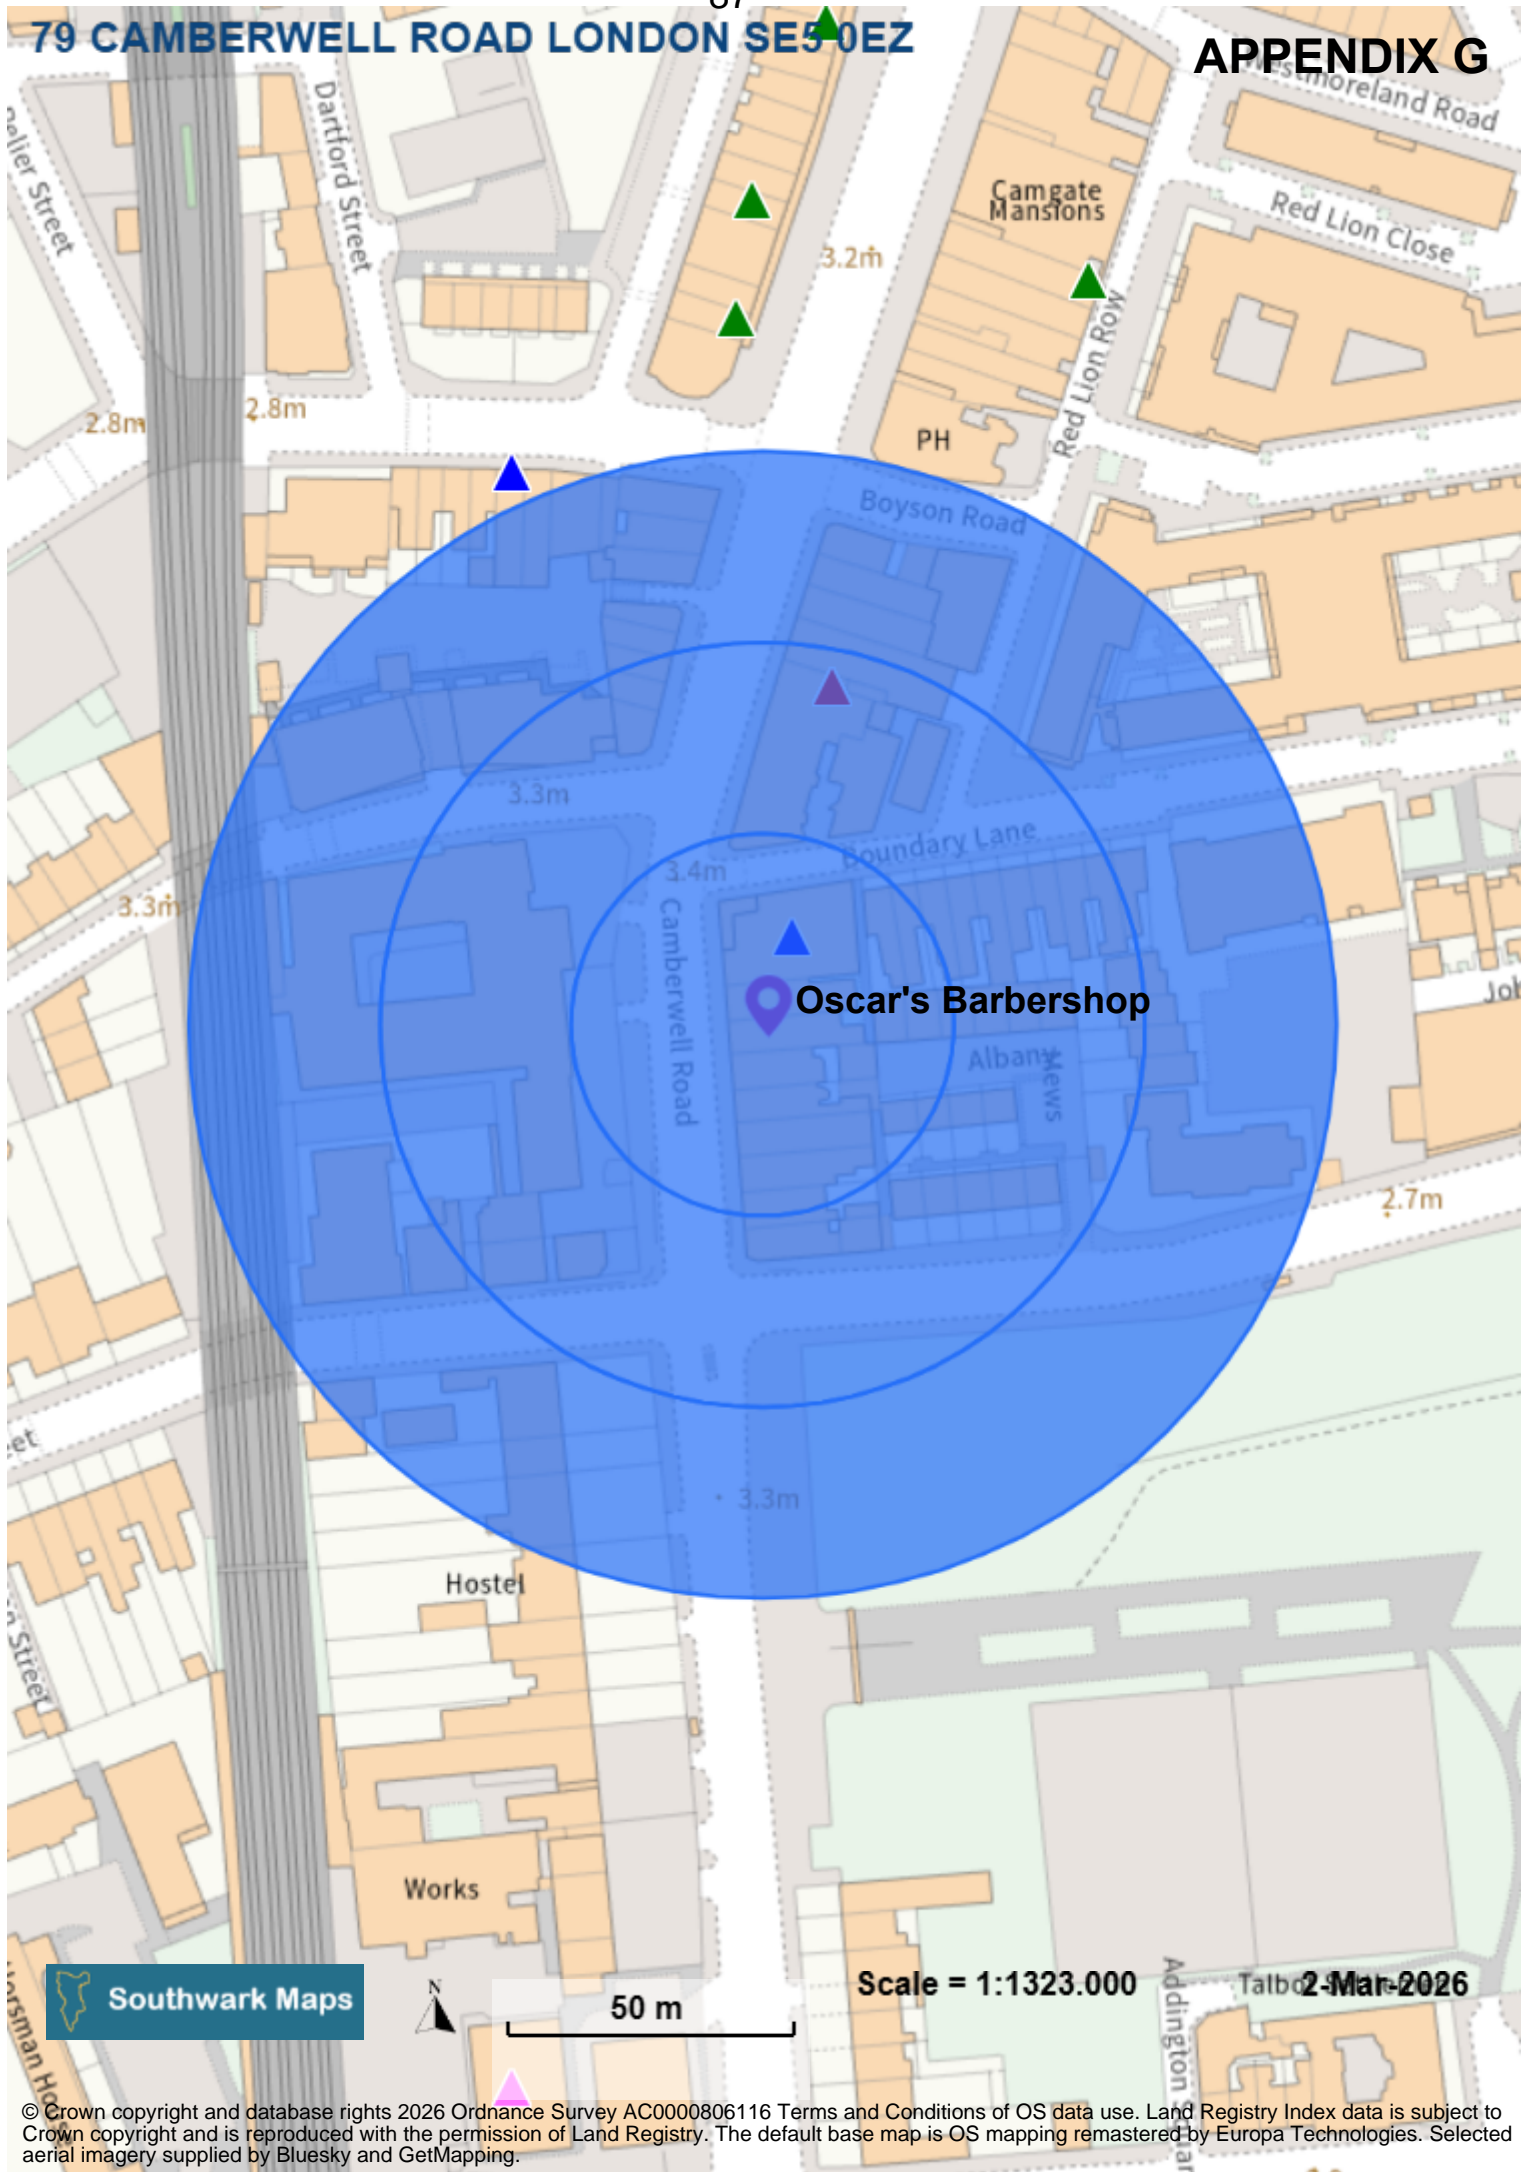 79 CAMBERWELL ROAD LONDON SE5 0EZ
APPENDIX G
Westmoreland Road
Dartford Street
Camgate
Mansions
Red Lion Close
3.2m
Red Lion Row
2.8m
2.8m
PH
Boyson Road
3.3m
Boundary Lane
3.4m
3.3m
Camberwell Road
Oscar's Barbershop
Albany
Mews
2.7m
3.3m
Hostel
Works
Southwark Maps
N
50 m
Scale = 1:1323.000
2-Mar-2026
Horsman House
© Crown copyright and database rights 2026 Ordnance Survey AC0000806116 Terms and Conditions of OS data use. Land Registry Index data is subject to
Crown copyright and is reproduced with the permission of Land Registry. The default base map is OS mapping remastered by Europa Technologies. Selected
aerial imagery supplied by Bluesky and GetMapping.